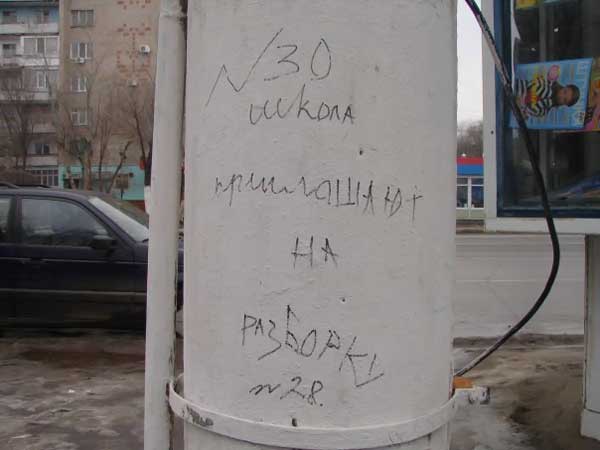 №30
школа
приглашают
на
разборки
№28.